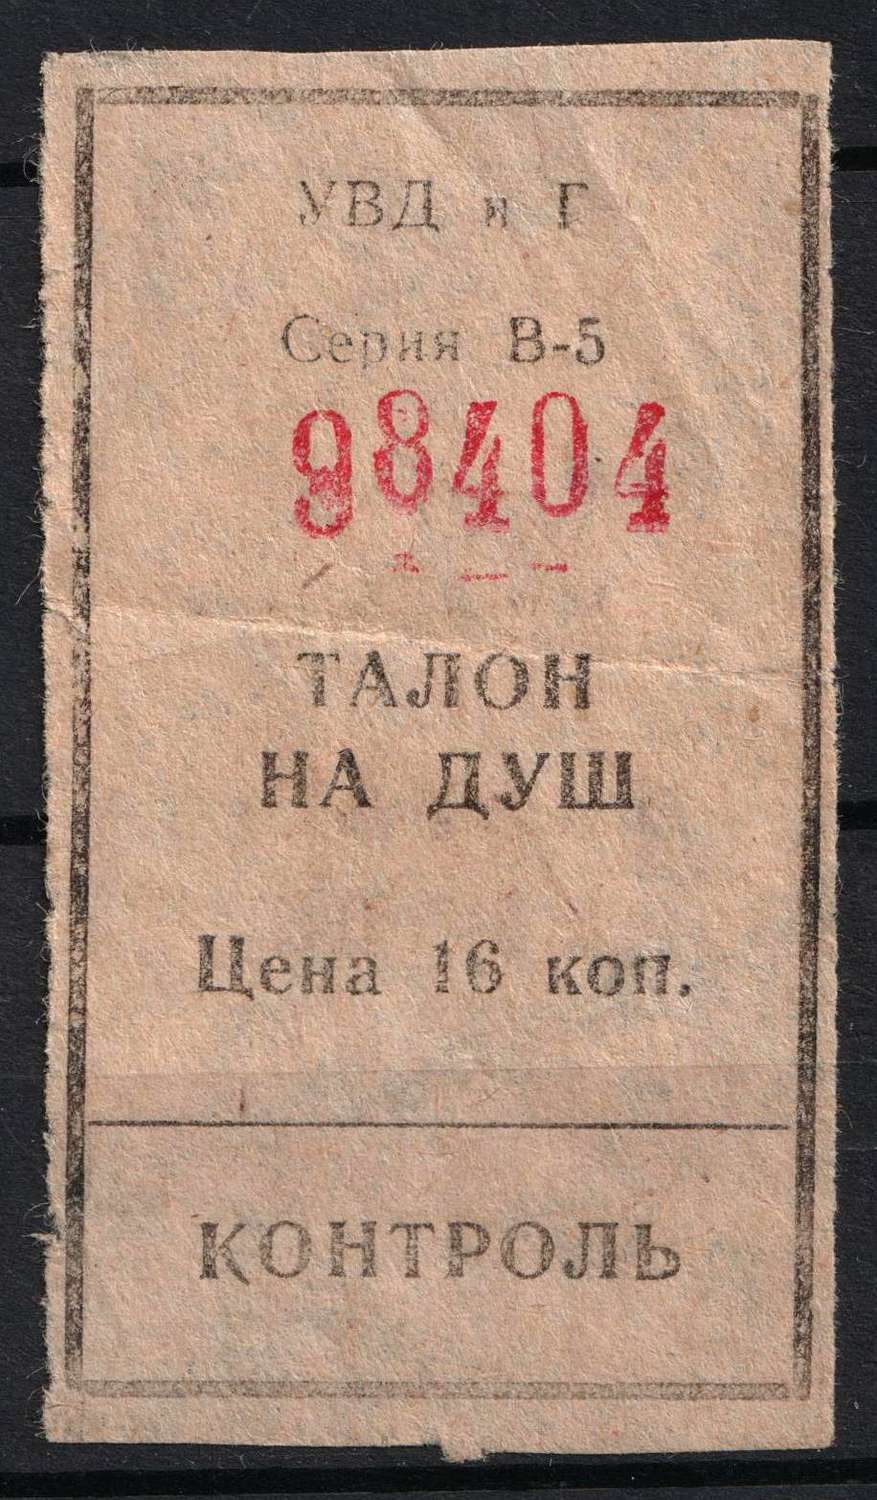 УВД и Г
Серия В-5
98404
ТАЛОН
НА ДУШ
Цена 16 коп.
КОНТРОЛЬ